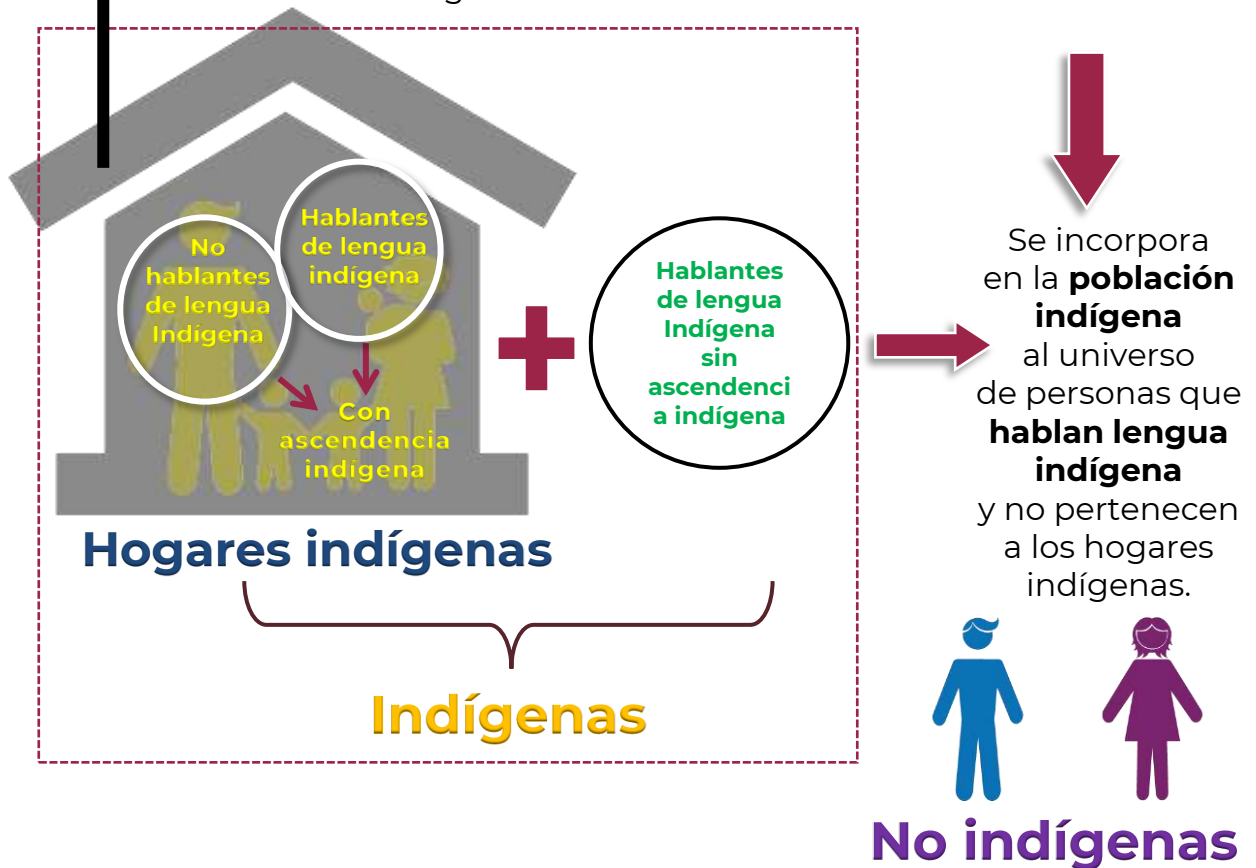 No
hablantes
de lengua
Indígena
Hablantes
de lengua
indígena
Con
ascendencia
indígena
Hogares indígenas
Hablantes
de lengua
Indígena
sin
ascendenci
a indígena
Indígenas
Se incorpora
en la población
indígena
al universo
de personas que
hablan lengua
indígena
y no pertenecen
a los hogares
indígenas.
No indígenas